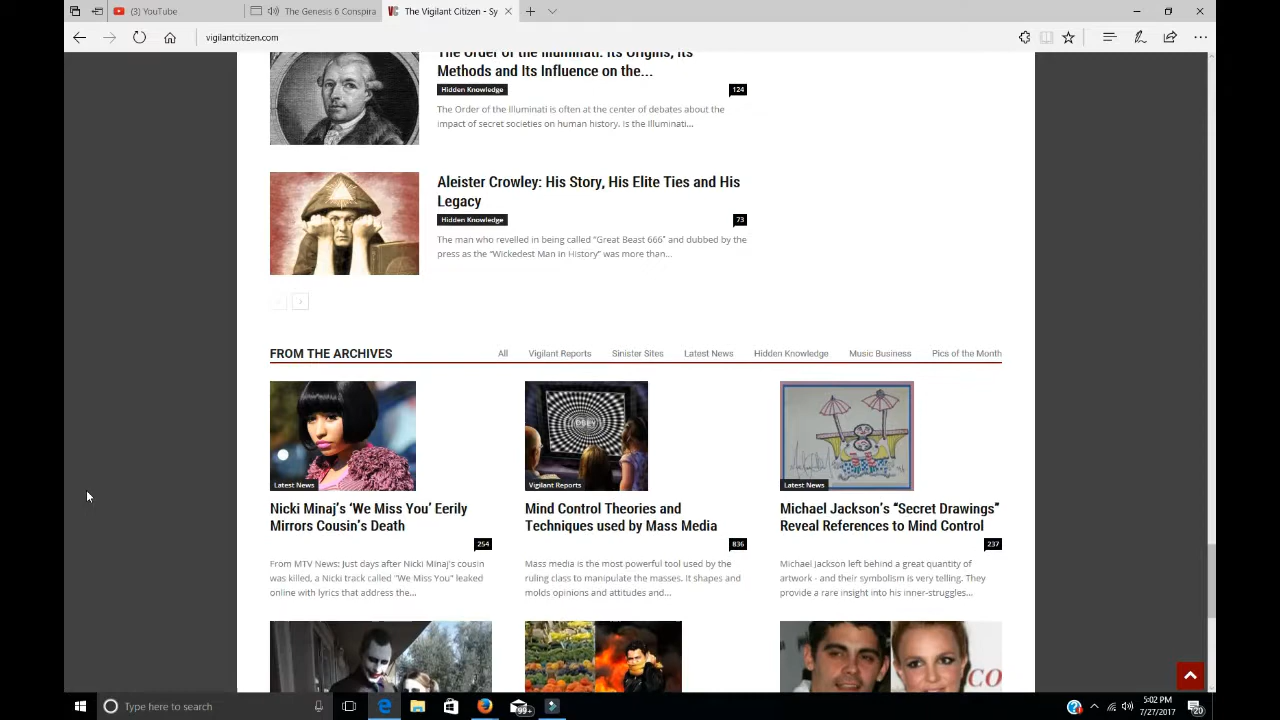 (3) YouTube
The Genesis 6 Conspira
The Vigilant Citizen - Sy
vigilantcitizen.com
The Order of the Illuminati: Its Origins, Its
Methods and Its Influence on the...
Hidden Knowledge
124
The Order of the Illuminati is often at the center of debates about the
impact of secret societies on human history. Is the Illuminati...
Aleister Crowley: His Story, His Elite Ties and His
Legacy
Hidden Knowledge
73
The man who revelled in being called "Great Beast 666" and dubbed by the
press as the "Wickedest Man in History" was more than...
FROM THE ARCHIVES
All
Vigilant Reports
Sinister Sites
Latest News
Hidden Knowledge
Music Business
Pics of the Month
OBEY
Latest News
Nicki Minaj's 'We Miss You' Eerily
Mirrors Cousin's Death
254
From MTV News: Just days after Nicki Minaj's cousin
was killed, a Nicki track called "We Miss You" leaked
online with lyrics that address the...
Vigilant Reports
Mind Control Theories and
Techniques used by Mass Media
836
Mass media is the most powerful tool used by the
ruling class to manipulate the masses. It shapes and
molds opinions and attitudes and...
Latest News
Michael Jackson's "Secret Drawings"
Reveal References to Mind Control
237
Michael Jackson left behind a great quantity of
artwork - and their symbolism is very telling. They
provide a rare insight into his inner-struggles...
CO
Type here to search
99+
5:02 PM
7/27/2017
20